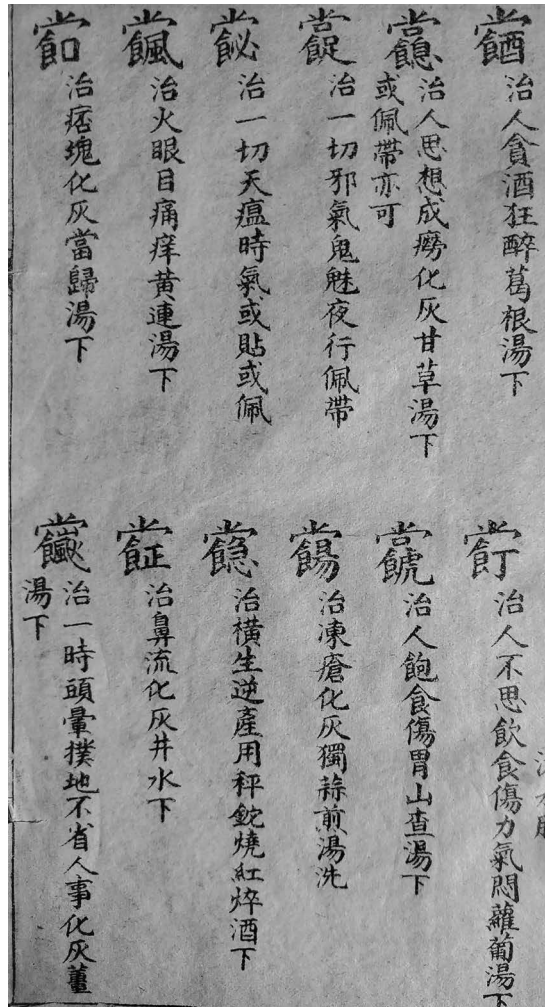 治人貪酒狂醉葛根湯下
治人思想成癆化灰甘草湯下
或佩帶亦可
治一切邪氣鬼魅夜行佩帶
治一切天瘟時氣或貼或佩
治火眼目痛痒黃連湯下
治痞塊化灰當歸湯下
治人不思飲食傷力氣悶蘿蔔湯下
治人飽食傷胃山查湯下
治凍瘡化灰獨蒜煎湯洗
治橫生逆產用秤鉈燒紅焠酒下
治鼻流化灰井水下
治一時頭暈撲地不省人事化灰薑
湯下